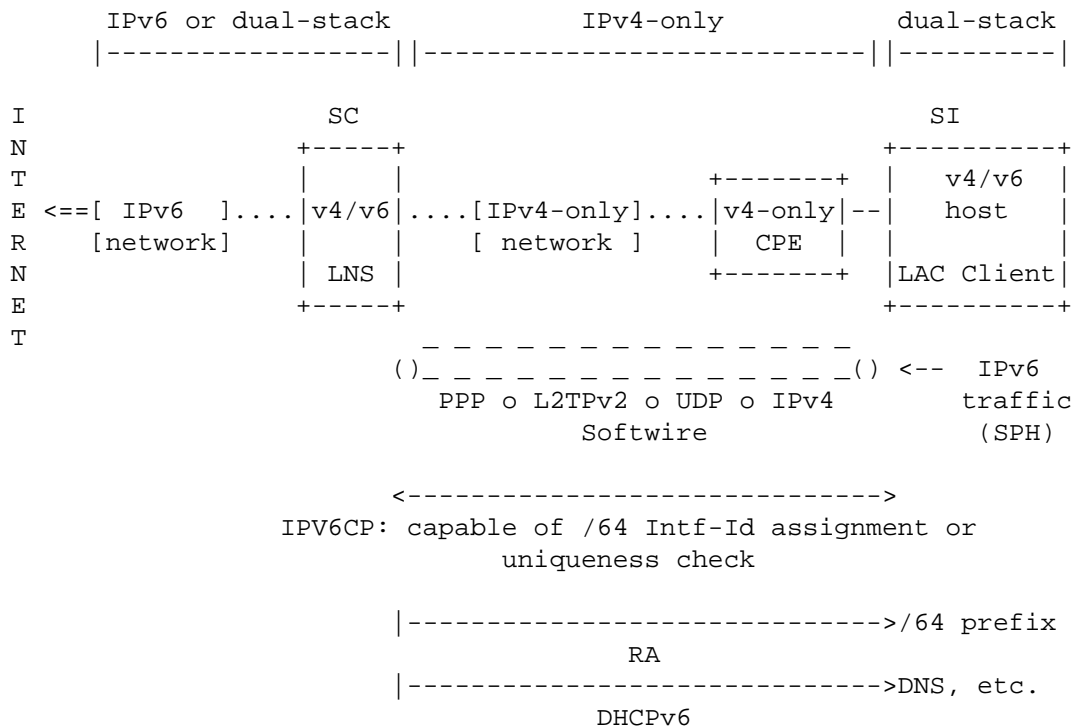 IPv6 or dual-stack            IPv4-only           dual-stack
     |------------------||----------------------------||----------|

I                   SC                                    SI
N                 +-----+                              +----------+
T                 |     |                   +-------+  |   v4/v6  |
E <==[ IPv6  ]....|v4/v6|....[IPv4-only]....|v4-only|--|   host   |
R    [network]    |     |    [ network ]    |  CPE  |  |          |
N                 | LNS |                   +-------+  |LAC Client|
E                 +-----+                              +----------+
T
                         _ _ _ _ _ _ _ _ _ _ _ _ _ _
                       ()_ _ _ _ _ _ _ _ _ _ _ _ _ _() <--  IPv6
                          PPP o L2TPv2 o UDP o IPv4        traffic
                                   Softwire                 (SPH)

                       <------------------------------>
                IPV6CP: capable of /64 Intf-Id assignment or
                              uniqueness check

                       |------------------------------>/64 prefix
                                      RA
                       |------------------------------>DNS, etc.
                                    DHCPv6